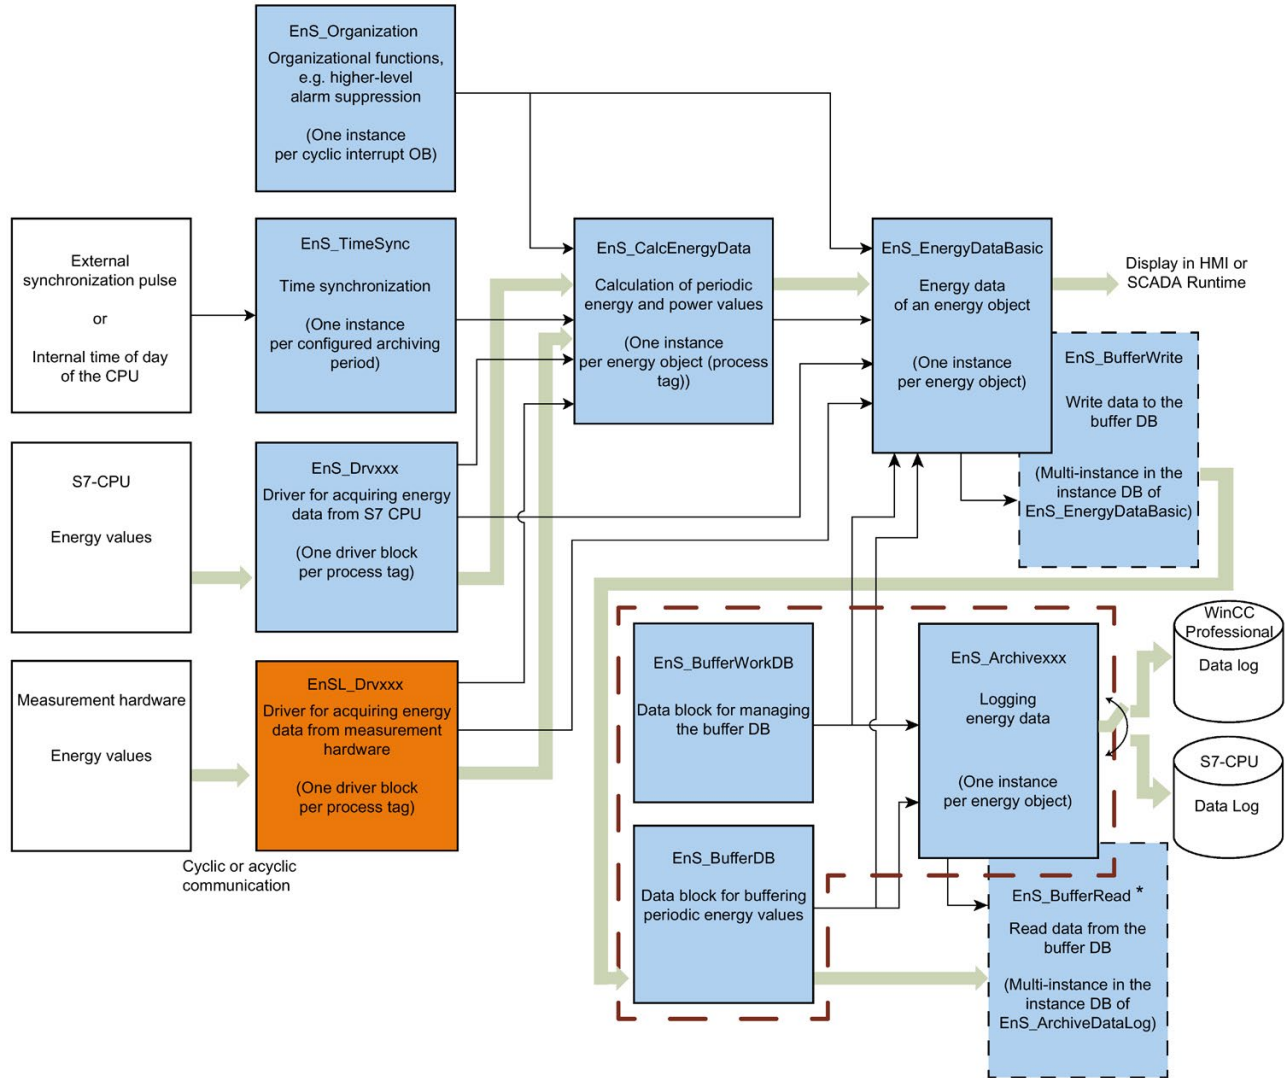 EnS_Organization
Organizational functions,
e.g. higher-level
alarm suppression
(One instance
per cyclic interrupt OB)
External
synchronization pulse
or
Internal time of day
of the CPU
EnS_TimeSync
Time synchronization
(One instance
per configured archiving
period)
EnS_CalcEnergyData
Calculation of periodic
energy and power values
(One instance
per energy object (process
tag))
EnS_EnergyDataBasic
Energy data
of an energy object
(One instance
per energy object)
Display in HMI or
SCADA Runtime
EnS_BufferWrite
Write data to the
buffer DB
(Multi-instance in the
instance DB of
EnS_EnergyDataBasic)
S7-CPU
Energy values
EnS_Drvxxx
Driver for acquiring energy
data from S7 CPU
(One driver block
per process tag)
Measurement hardware
Energy values
EnSL_Drvxxx
Driver for acquiring energy
data from measurement
hardware
(One driver block
per process tag)
Cyclic or acyclic
communication
EnS_BufferWorkDB
Data block for managing
the buffer DB
EnS_Archivexxx
Logging
energy data
(One instance
per energy object)
WinCC
Professional
Data log
S7-CPU
Data Log
EnS_BufferDB
Data block for buffering
periodic energy values
EnS_BufferRead *
Read data from the
buffer DB
(Multi-instance in the
instance DB of
EnS_ArchiveDataLog)